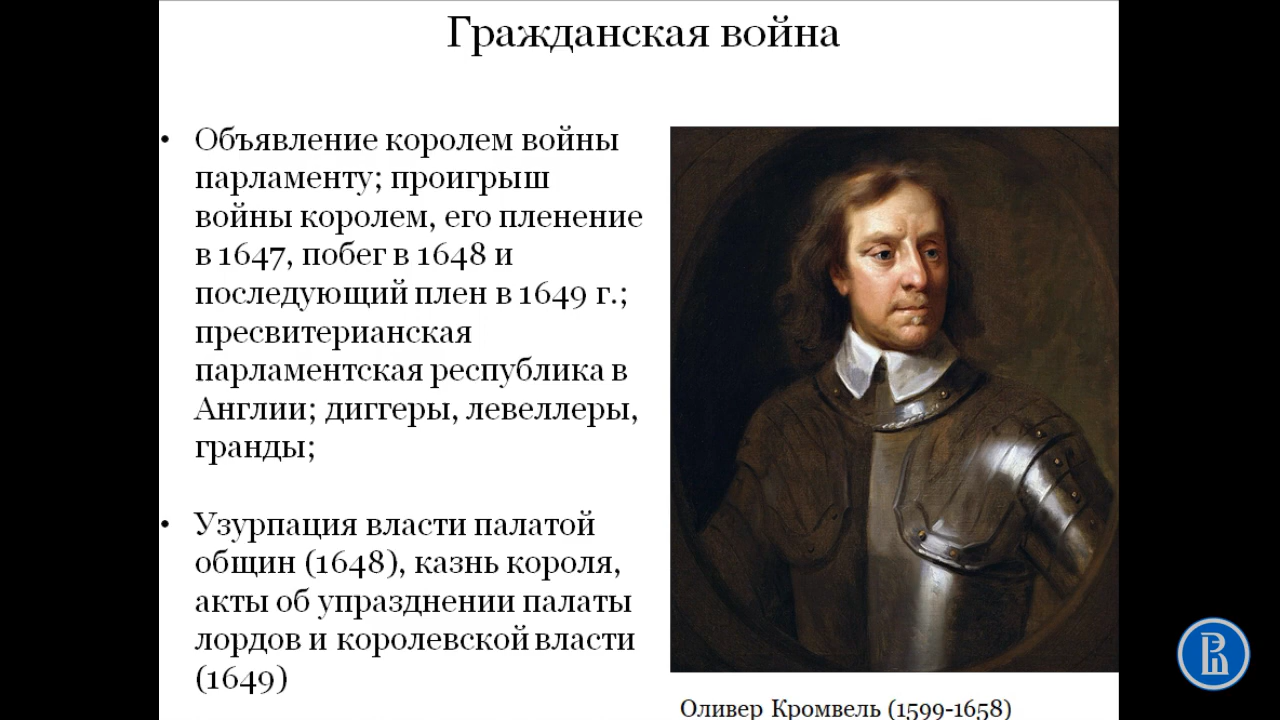 Гражданская война
• Объявление королем войны
парламенту; проигрыш
войны королем, его пленение
в 1647, побег в 1648 и
последующий плен в 1649 г.;
пресвитерианская
парламентская республика в
Англии; диггеры, левеллеры,
гранды;
• Узурпация власти палатой
общин (1648), казнь короля,
акты об упразднении палаты
лордов и королевской власти
(1649)
Оливер Кромвель (1599-1658)